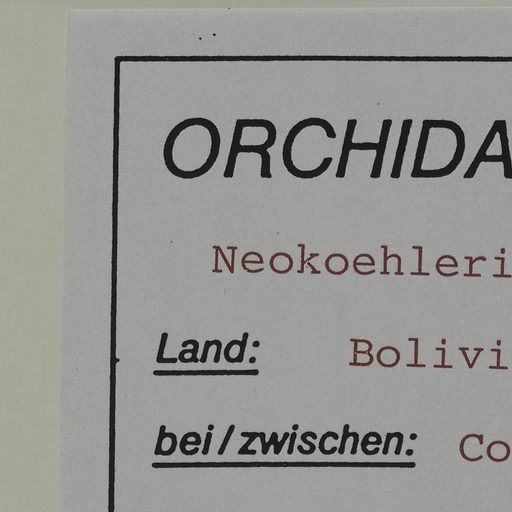 ORCHIDA
Neokoehleri
Land: Bolivi
bei/zwischen: Co